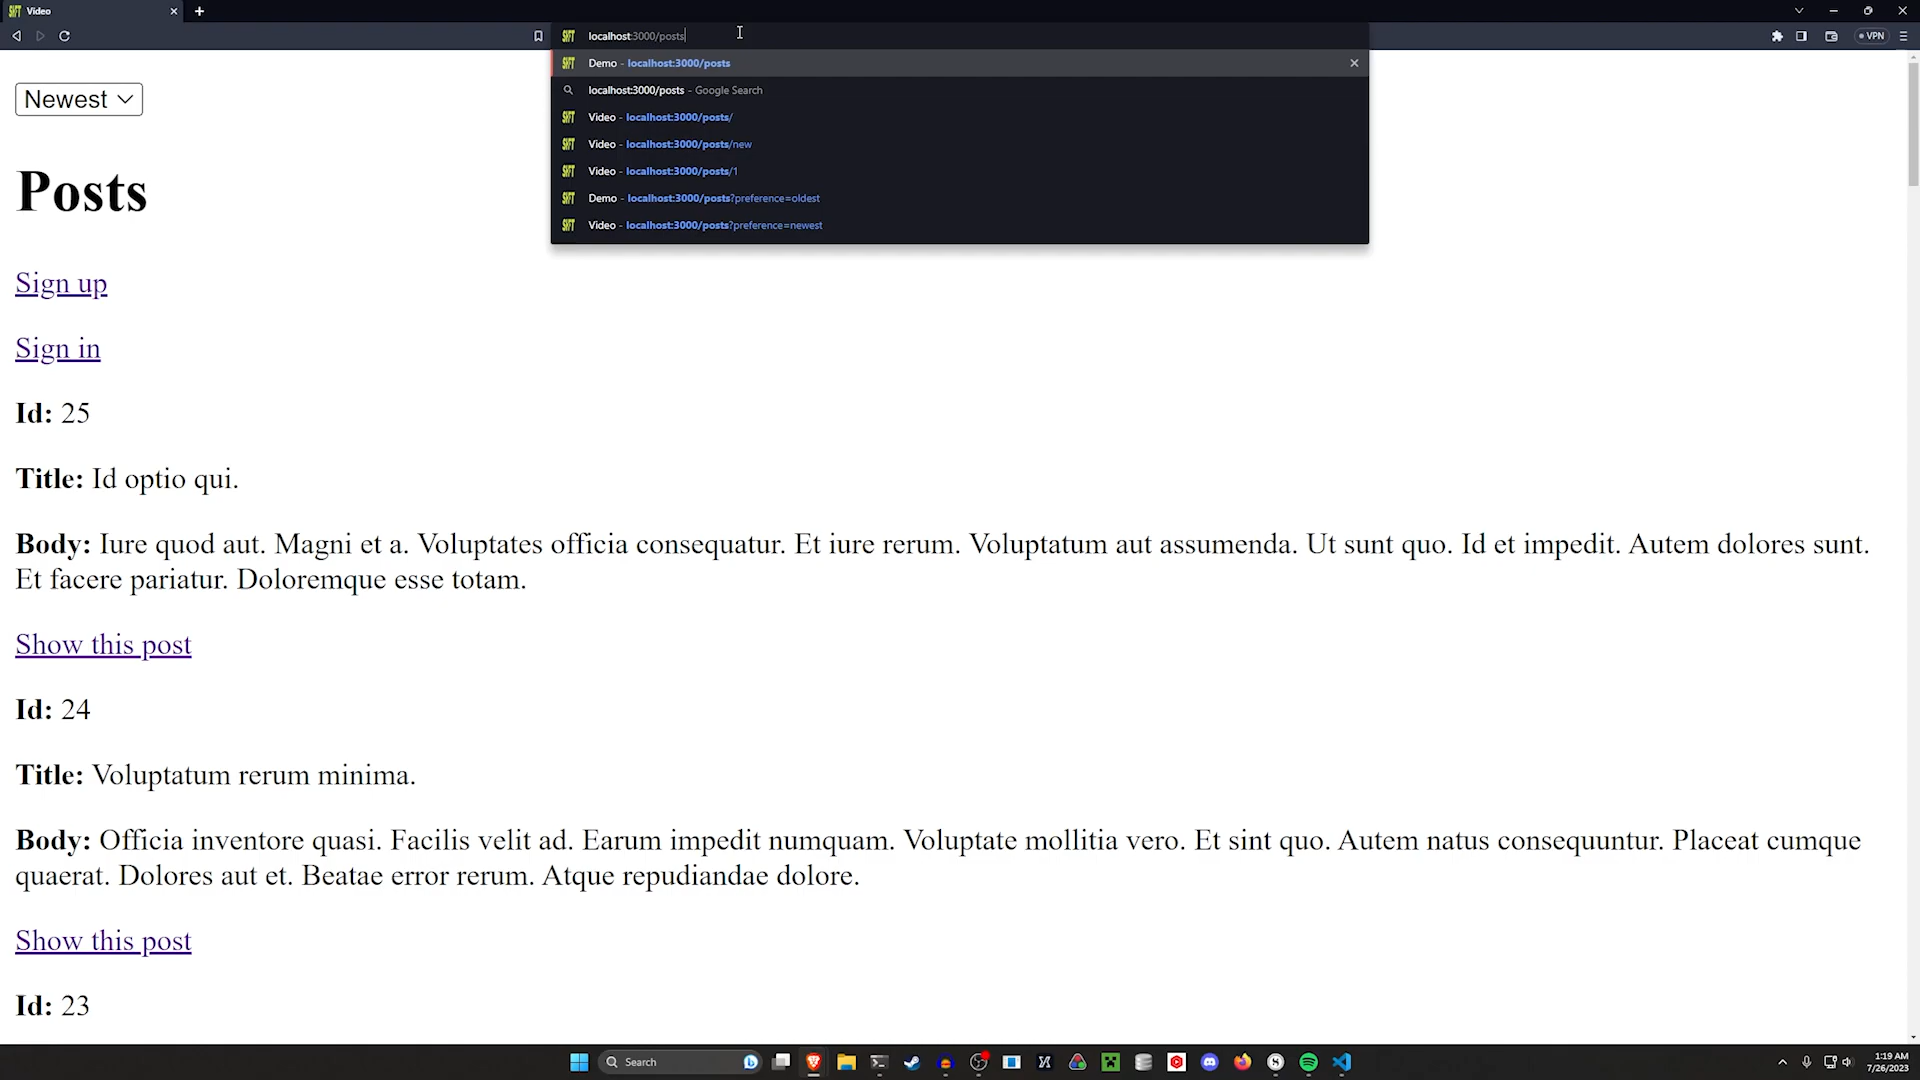 Video
localhost:3000/posts
VPN
Demo - localhost:3000/posts
localhost:3000/posts - Google Search
Video - localhost:3000/posts/
Video - localhost:3000/posts/new
Video - localhost:3000/posts/1
Demo - localhost:3000/posts?preference=oldest
Video - localhost:3000/posts?preference=newest
Newest
Posts
Sign up
Sign in
Id: 25
Title: Id optio qui.
Body: Iure quod aut. Magni et a. Voluptates officia consequatur. Et iure rerum. Voluptatum aut assumenda. Ut sunt quo. Id et impedit. Autem dolores sunt.
Et facere pariatur. Doloremque esse totam.
Show this post
Id: 24
Title: Voluptatum rerum minima.
Body: Officia inventore quasi. Facilis velit ad. Earum impedit numquam. Voluptate mollitia vero. Et sint quo. Autem natus consequuntur. Placeat cumque
quaerat. Dolores aut et. Beatae error rerum. Atque repudiandae dolore.
Show this post
Id: 23
Search
1:19 AM
7/26/2023